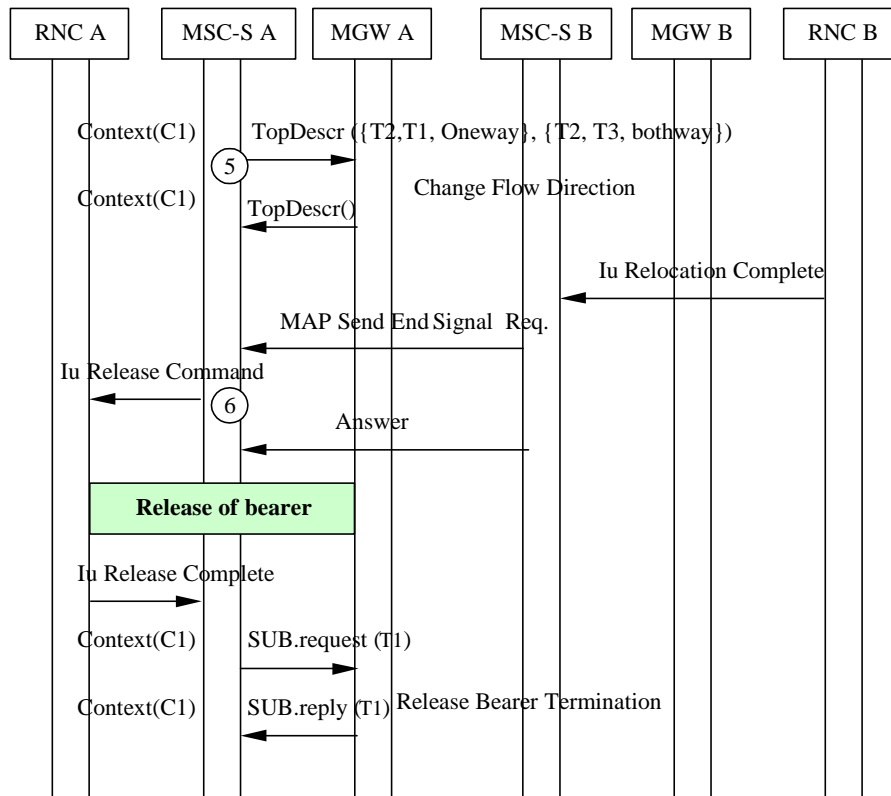 RNC A MSC-S A MGW A MSC-S B MGW B RNC B
Context(C1) TopDescr ({T2,T1, Oneway}, {T2, T3, bothway})
5
Change Flow Direction
Context(C1) TopDescr()
Iu Relocation Complete
MAP Send End Signal Req.
Iu Release Command
6
Answer
Release of bearer
Iu Release Complete
Context(C1) SUB.request (T1)
Context(C1) SUB.reply (T1) Release Bearer Termination